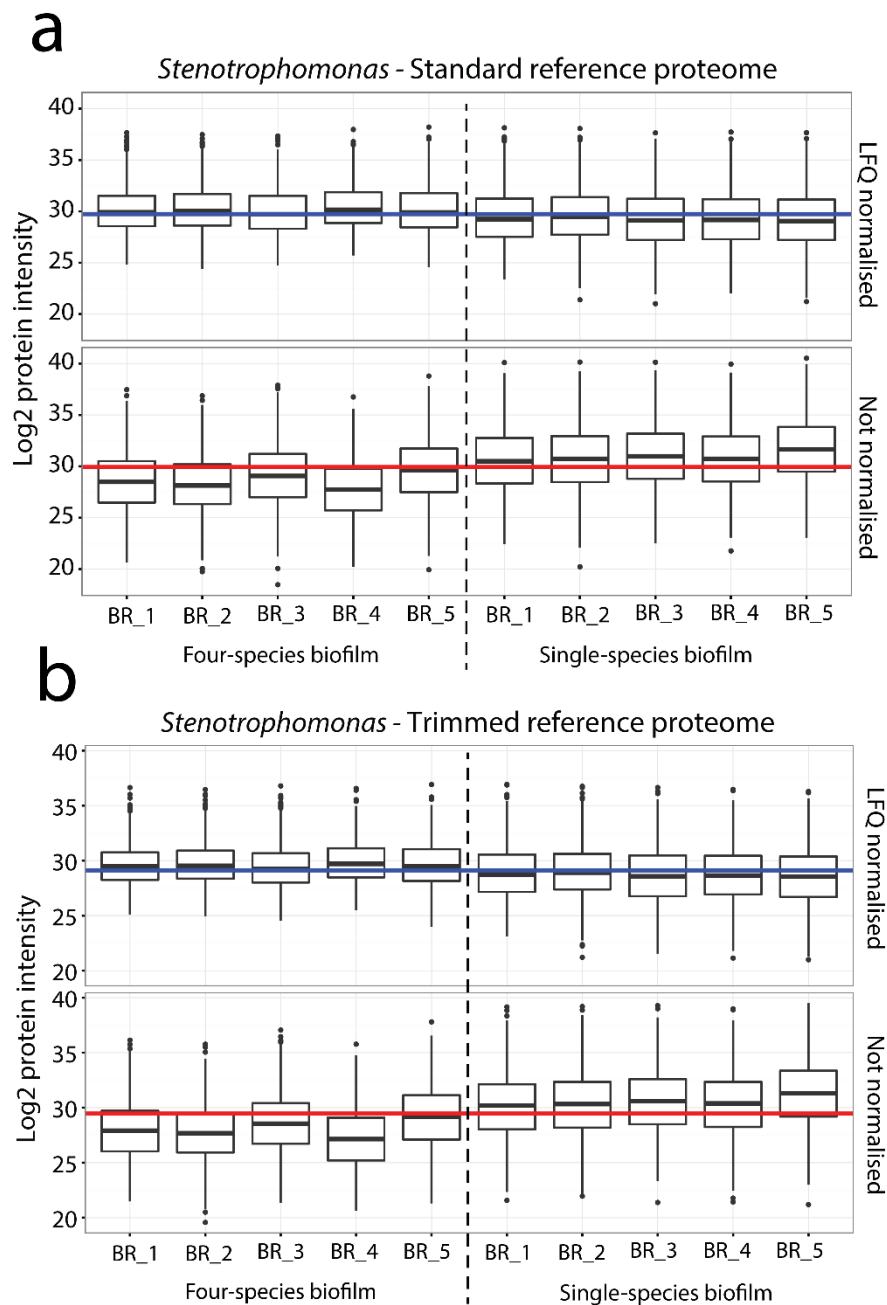 a
Stenotrophomonas - Standard reference proteome
40
35
30
25
20
LFQ normalised
40
35
30
25
20
Not normalised
Log2 protein intensity
BR_1 BR_2 BR_3 BR_4 BR_5 BR_1 BR_2 BR_3 BR_4 BR_5
Four-species biofilm Single-species biofilm
b
Stenotrophomonas - Trimmed reference proteome
40
35
30
25
20
LFQ normalised
40
35
30
25
20
Not normalised
Log2 protein intensity
BR_1 BR_2 BR_3 BR_4 BR_5 BR_1 BR_2 BR_3 BR_4 BR_5
Four-species biofilm Single-species biofilm